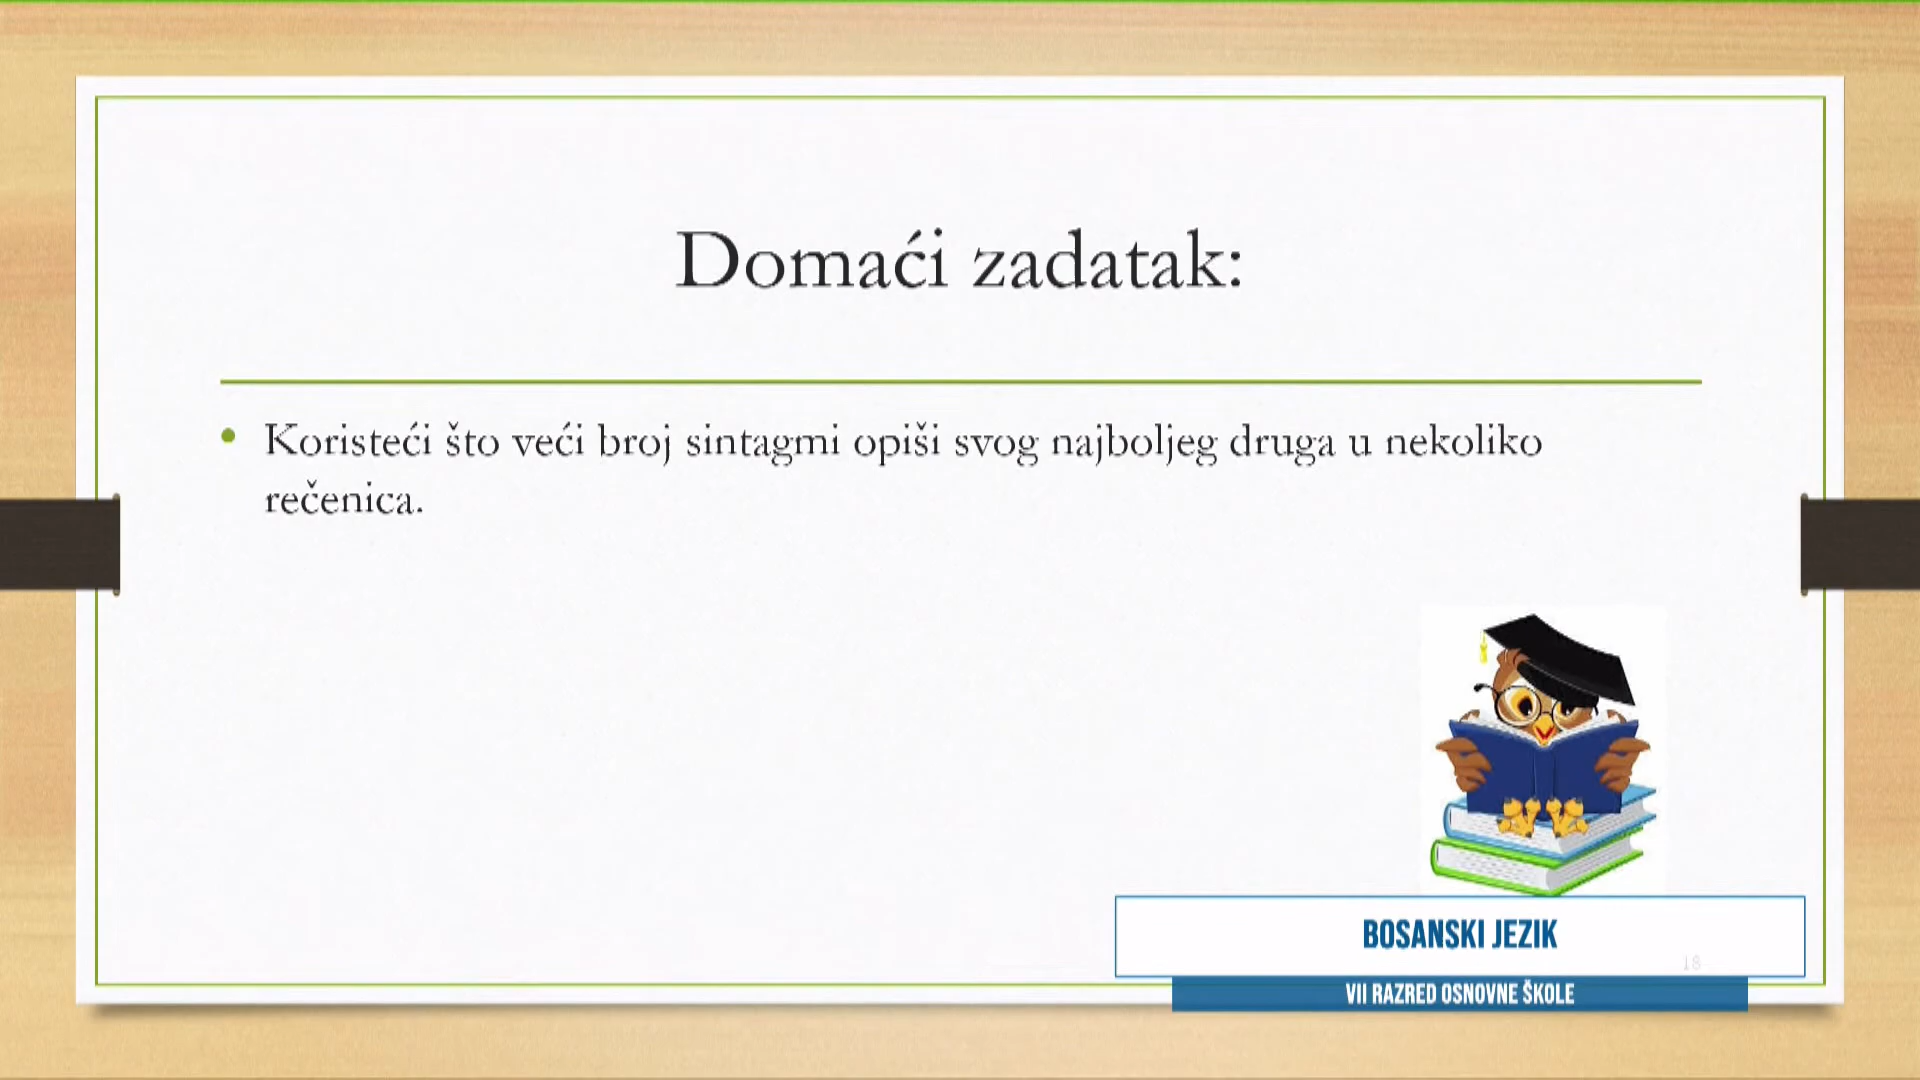 Domaći zadatak:
• Koristeći što veći broj sintagmi opiši svog najboljeg druga u nekoliko
rečenica.
BOSANSKI JEZIK
18
VII RAZRED OSNOVNE ŠKOLE